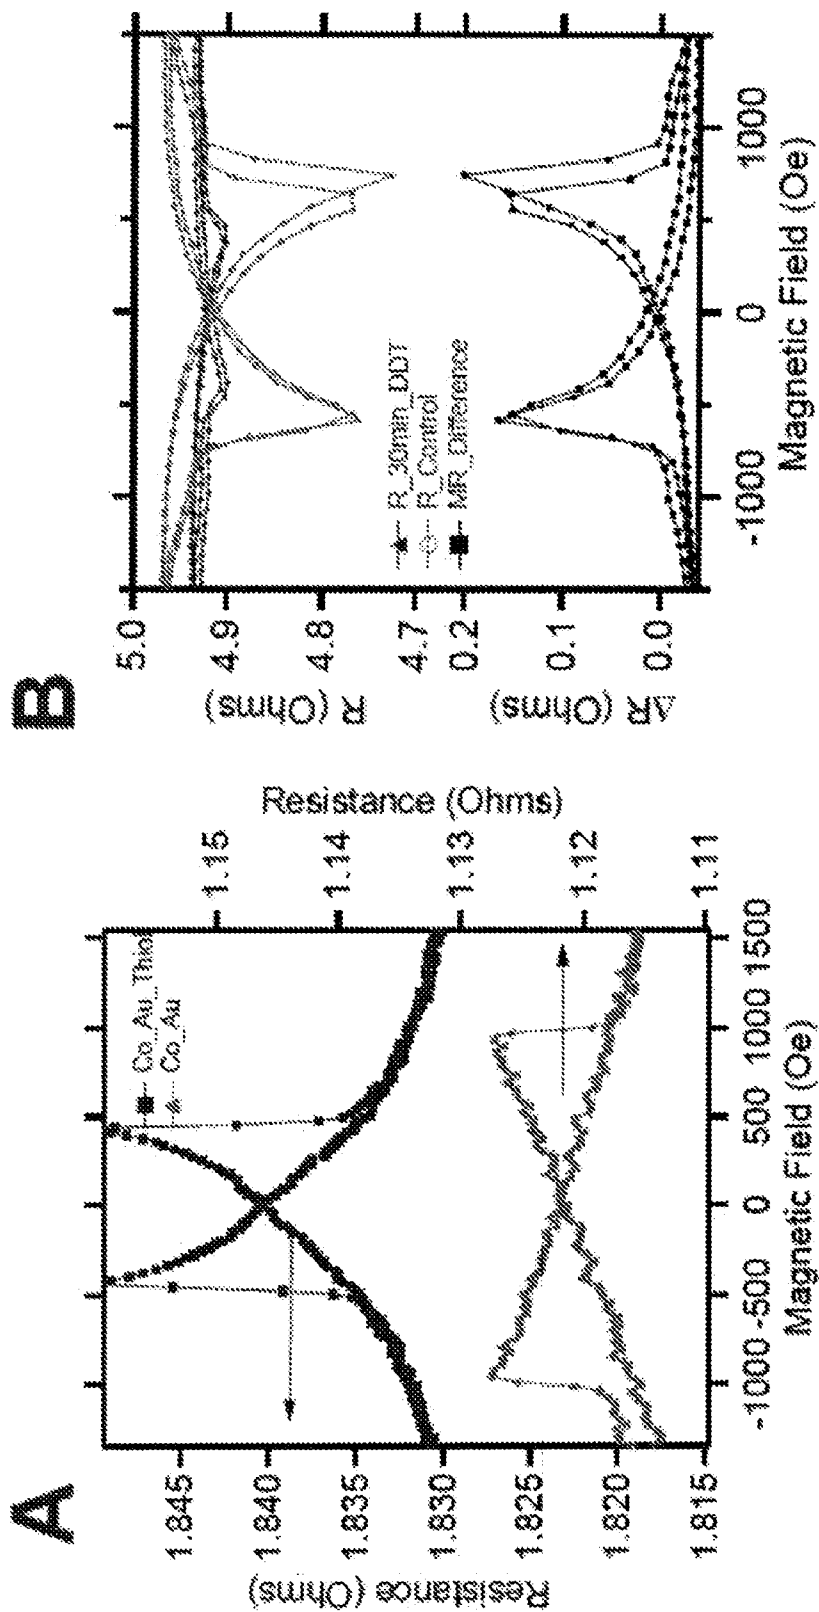 A
Resistance (Ohms)
1.845
1.840
1.835
1.830
1.825
1.820
1.815
Co_Au_Thiol
Co_Au
1.15
1.14
1.13
1.12
1.11
Resistance (Ohms)
-1000 -500 0 500 1000 1500
Magnetic Field (Oe)
B
R (Ohms)
5.0
4.9
4.8
4.7
ΔR (Ohms)
0.2
0.1
0.0
R_30min_DDT
R_Control
MR_Difference
-1000 0 1000
Magnetic Field (Oe)